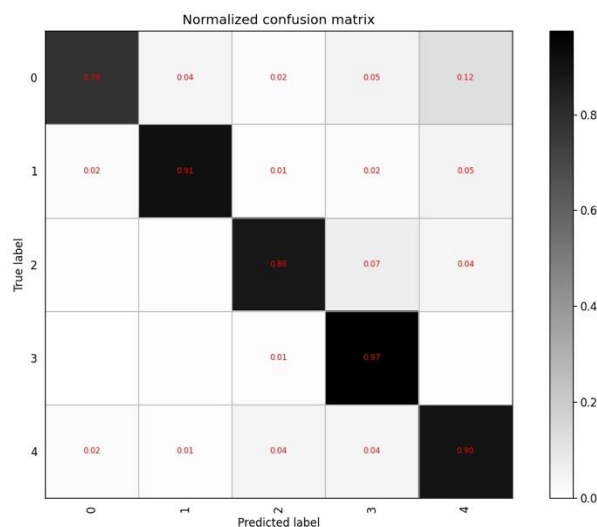 Normalized confusion matrix
0 0.78 0.04 0.02 0.05 0.12
1 0.02 0.91 0.01 0.02 0.05
2 0.88 0.07 0.04
3 0.01 0.97
4 0.02 0.01 0.04 0.04 0.90
True label
0 1 2 3 4
Predicted label
0.8
0.6
0.4
0.2
0.0